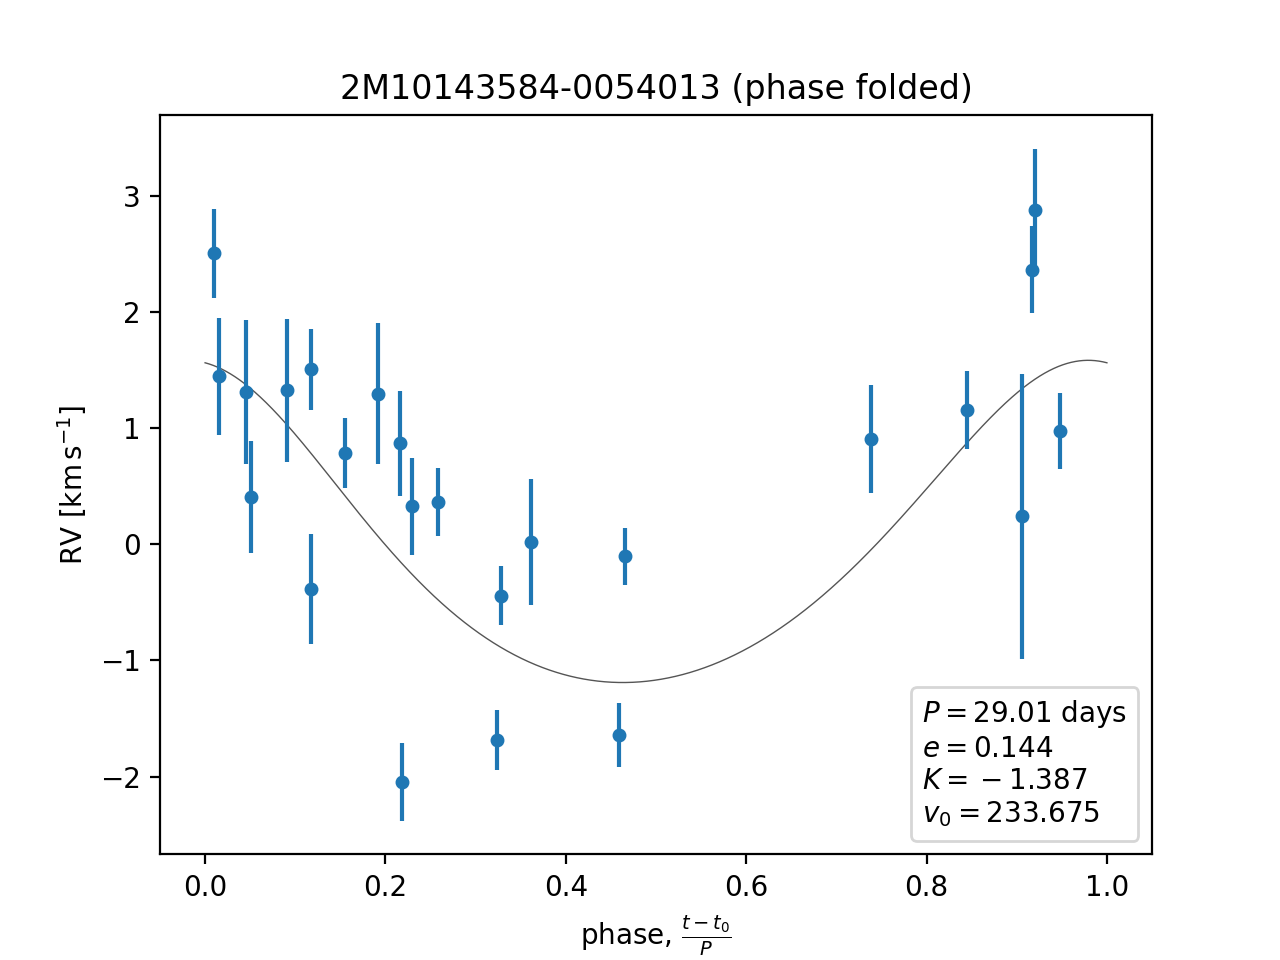 2M10143584-0054013 (phase folded)
RV [km s⁻¹]
3
2
1
0
−1
−2
P = 29.01 days
e = 0.144
K = −1.387
v₀ = 233.675
0.0 0.2 0.4 0.6 0.8 1.0
phase, (t − t₀)/P